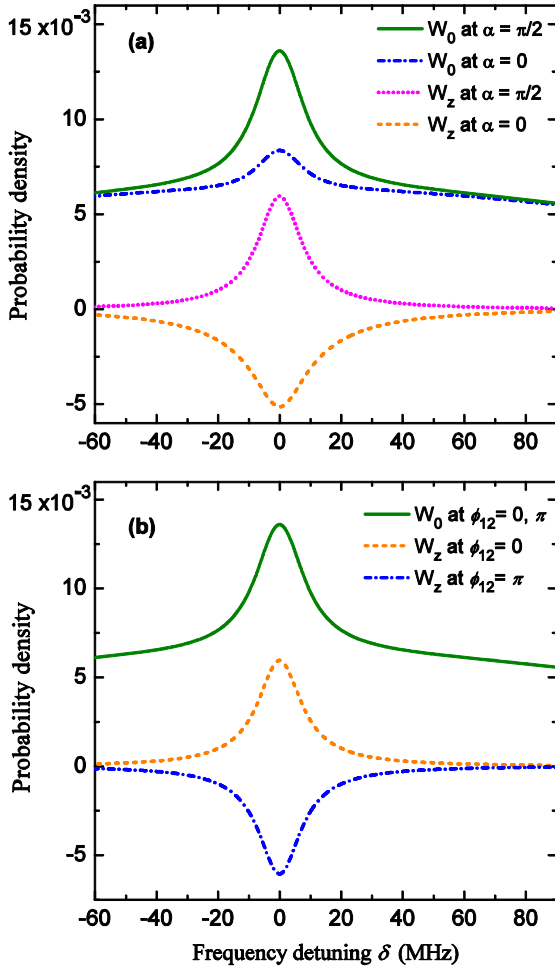 15 x10⁻³
(a)
W₀ at α = π/2
W₀ at α = 0
W_z at α = π/2
W_z at α = 0
10
5
0
-5
Probability density
-60 -40 -20 0 20 40 60 80
15 x10⁻³
(b)
W₀ at ϕ₁₂= 0, π
W_z at ϕ₁₂= 0
W_z at ϕ₁₂= π
10
5
0
-5
Probability density
-60 -40 -20 0 20 40 60 80
Frequency detuning δ (MHz)